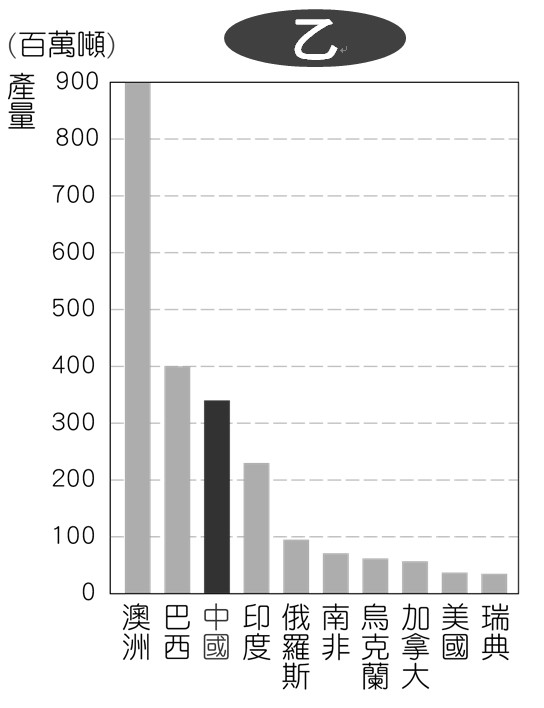 乙
(百萬噸)
產量
900
800
700
600
500
400
300
200
100
0
澳洲
巴西
中國
印度
俄羅斯
南非
烏克蘭
加拿大
美國
瑞典